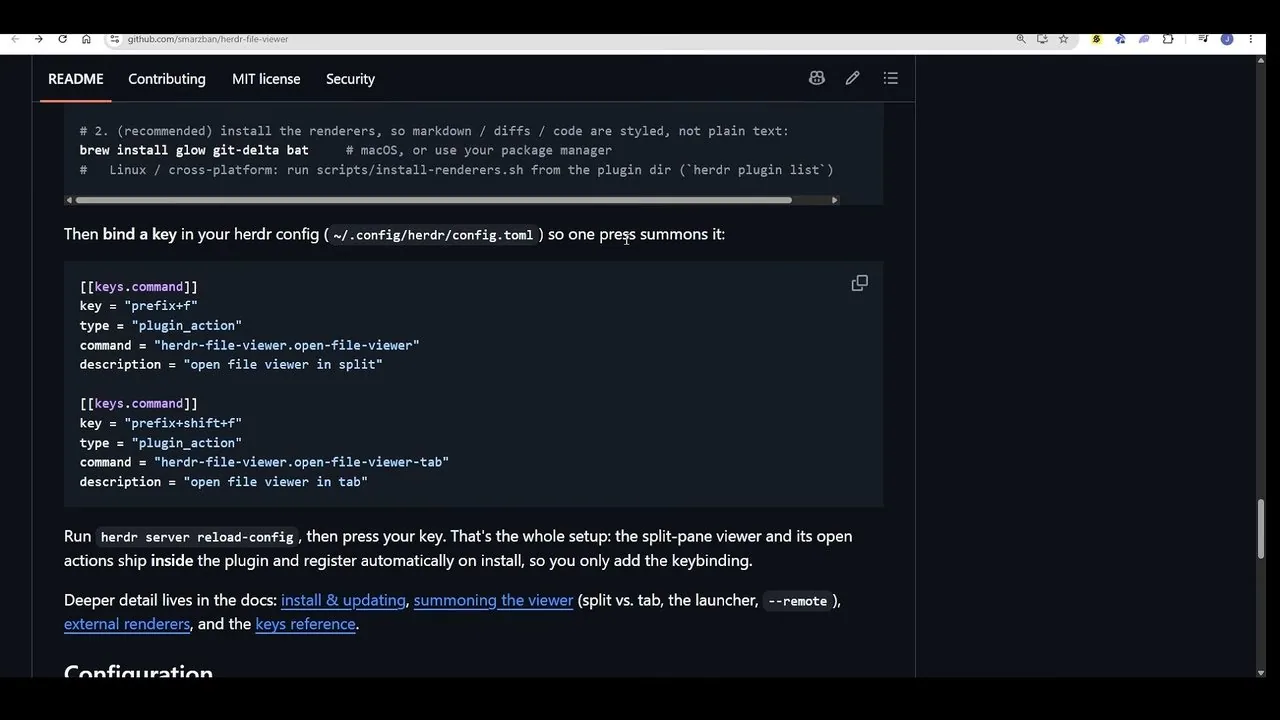 github.com/smarzban/herdr-file-viewer
README Contributing MIT license Security
# 2. (recommended) install the renderers, so markdown / diffs / code are styled, not plain text:
brew install glow git-delta bat # macOS, or use your package manager
# Linux / cross-platform: run scripts/install-renderers.sh from the plugin dir (`herdr plugin list`)
Then bind a key in your herdr config ( ~/.config/herdr/config.toml ) so one press summons it:
[[keys.command]]
key = "prefix+f"
type = "plugin_action"
command = "herdr-file-viewer.open-file-viewer"
description = "open file viewer in split"
[[keys.command]]
key = "prefix+shift+f"
type = "plugin_action"
command = "herdr-file-viewer.open-file-viewer-tab"
description = "open file viewer in tab"
Run herdr server reload-config , then press your key. That's the whole setup: the split-pane viewer and its open
actions ship inside the plugin and register automatically on install, so you only add the keybinding.
Deeper detail lives in the docs: install & updating, summoning the viewer (split vs. tab, the launcher, --remote ),
external renderers, and the keys reference.
Configuration